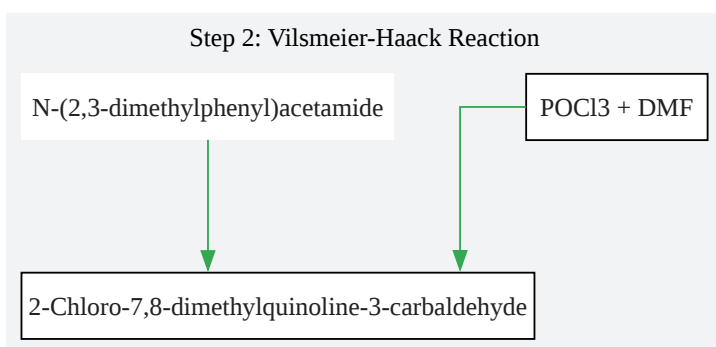 Step 2: Vilsmeier-Haack Reaction
N-(2,3-dimethylphenyl)acetamide
POCl3 + DMF
2-Chloro-7,8-dimethylquinoline-3-carbaldehyde